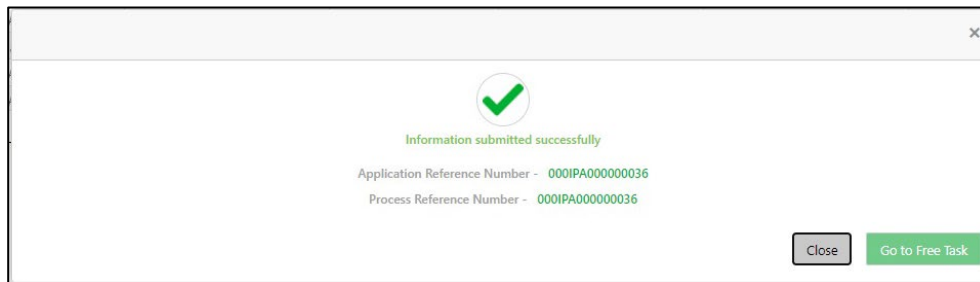 ×
Information submitted successfully
Application Reference Number - 000IPA000000036
Process Reference Number - 000IPA000000036
Close Go to Free Task